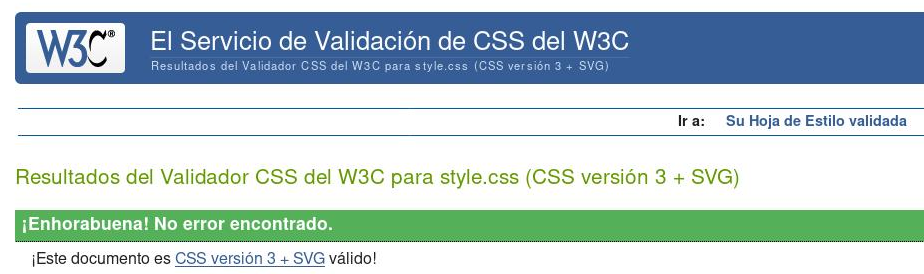 W3C®
El Servicio de Validación de CSS del W3C
Resultados del Validador CSS del W3C para style.css (CSS versión 3 + SVG)
Ir a: Su Hoja de Estilo validada
Resultados del Validador CSS del W3C para style.css (CSS versión 3 + SVG)
¡Enhorabuena! No error encontrado.
¡Este documento es CSS versión 3 + SVG válido!